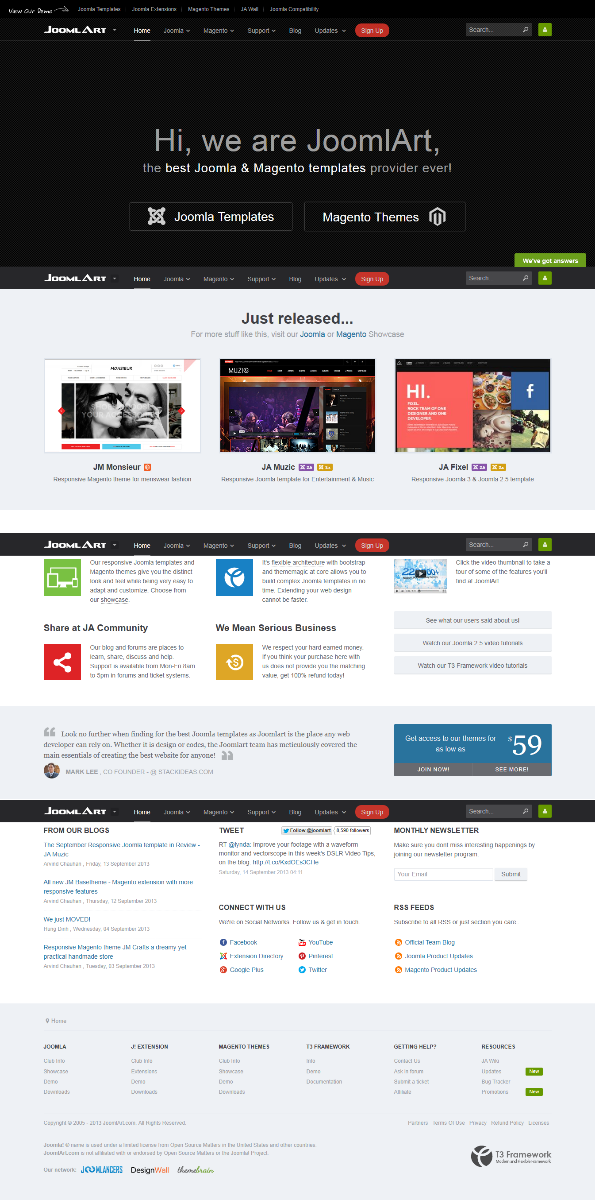 View Our Demo
Joomla Templates | Joomla Extensions | Magento Themes | JA Wall | Joomla Compatibility
JOOMLART Home Joomla Magento Support Blog Updates Sign Up Search...
Hi, we are JoomlArt,
the best Joomla & Magento templates provider ever!
Joomla Templates Magento Themes
We've got answers
JOOMLART Home Joomla Magento Support Blog Updates Sign Up Search...
Just released...
For more stuff like this, visit our Joomla or Magento Showcase
MONSIEUR
MUZIQ
HI.
I'M FIXEL.
ROCK TEAM OF ONE
DESIGNER AND ONE
DEVELOPER.
JM Monsieur
Responsive Magento theme for menswear fashion
JA Muzic 2.5 3.x
Responsive Joomla template for Entertainment & Music
JA Fixel 2.5 3.x
Responsive Joomla 3 & Joomla 2.5 template
JOOMLART Home Joomla Magento Support Blog Updates Sign Up Search...
Our responsive Joomla templates and
Magento themes give you the distinct
look and feel while being very easy to
adapt and customize. Choose from
our showcase.
It's flexible architecture with bootstrap
and thememagic at core allows you to
build complex Joomla templates in no
time. Extending your web design
cannot be faster.
Click the video thumbnail to take a
tour of some of the features you'll
find at JoomlArt
Share at JA Community
Our blog and forums are places to
learn, share, discuss and help.
Support is available from Mon-Fri 8am
to 5pm in forums and ticket systems.
We Mean Serious Business
We respect your hard earned money.
If you think your purchase here with
us does not provide you the matching
value, get 100% refund today!
See what our users said about us!
Watch our Joomla 2.5 video tutorials
Watch our T3 Framework video tutorials
Look no further when finding for the best Joomla templates as Joomlart is the place any web
developer can rely on. Whether it is design or codes, the Joomlart team has meticulously covered the
main essentials of creating the best website for anyone!
MARK LEE , CO FOUNDER - @ STACKIDEAS.COM
Get access to our themes for
as low as
$59
JOIN NOW! SEE MORE!
JOOMLART Home Joomla Magento Support Blog Updates Sign Up Search...
FROM OUR BLOGS
The September Responsive Joomla template in Review -
JA Muzic
Arvind Chauhan , Friday, 13 September 2013
All new JM Basetheme - Magento extension with more
responsive features
Arvind Chauhan , Thursday, 12 September 2013
We just MOVED!
Hung Dinh , Wednesday, 04 September 2013
Responsive Magento theme JM Crafts a dreamy yet
practical handmade store
Arvind Chauhan , Tuesday, 03 September 2013
TWEET Follow @joomlart 8,590 followers
RT @lynda: Improve your footage with a waveform
monitor and vectorscope in this week's DSLR Video Tips,
on the blog:
Saturday, 14 September 2013 04:11
CONNECT WITH US
We're on Social Networks. Follow us & get in touch.
Facebook YouTube
Extension Directory Pinterest
Google Plus Twitter
MONTHLY NEWSLETTER
Make sure you dont miss interesting happenings by
joining our newsletter program
Your Email Submit
RSS FEEDS
Subscribe to all RSS or just section you care
Official Team Blog
Joomla Product Updates
Magento Product Updates
Home
JOOMLA J! EXTENSION MAGENTO THEMES T3 FRAMEWORK GETTING HELP? RESOURCES
Club Info Club Info Club Info Info Contact Us JA Wiki
Showcase Extensions Showcase Demo Ask in forum Updates New
Demo Demo Demo Documentation Submit a ticket Bug Tracker
Downloads Downloads Downloads Affiliate Promotions New
Copyright © 2005 - 2013 JoomlArt.com. All Rights Reserved.
Partners Terms Of Use Privacy Refund Policy Licenses
Joomla! ® name is used under a limited license from Open Source Matters in the United States and other countries.
JoomlArt.com is not affiliated with or endorsed by Open Source Matters or the Joomla! Project.
T3 Framework
Modern and Flexible Framework
Our network: JOOMLANCERS DesignWall themebrain